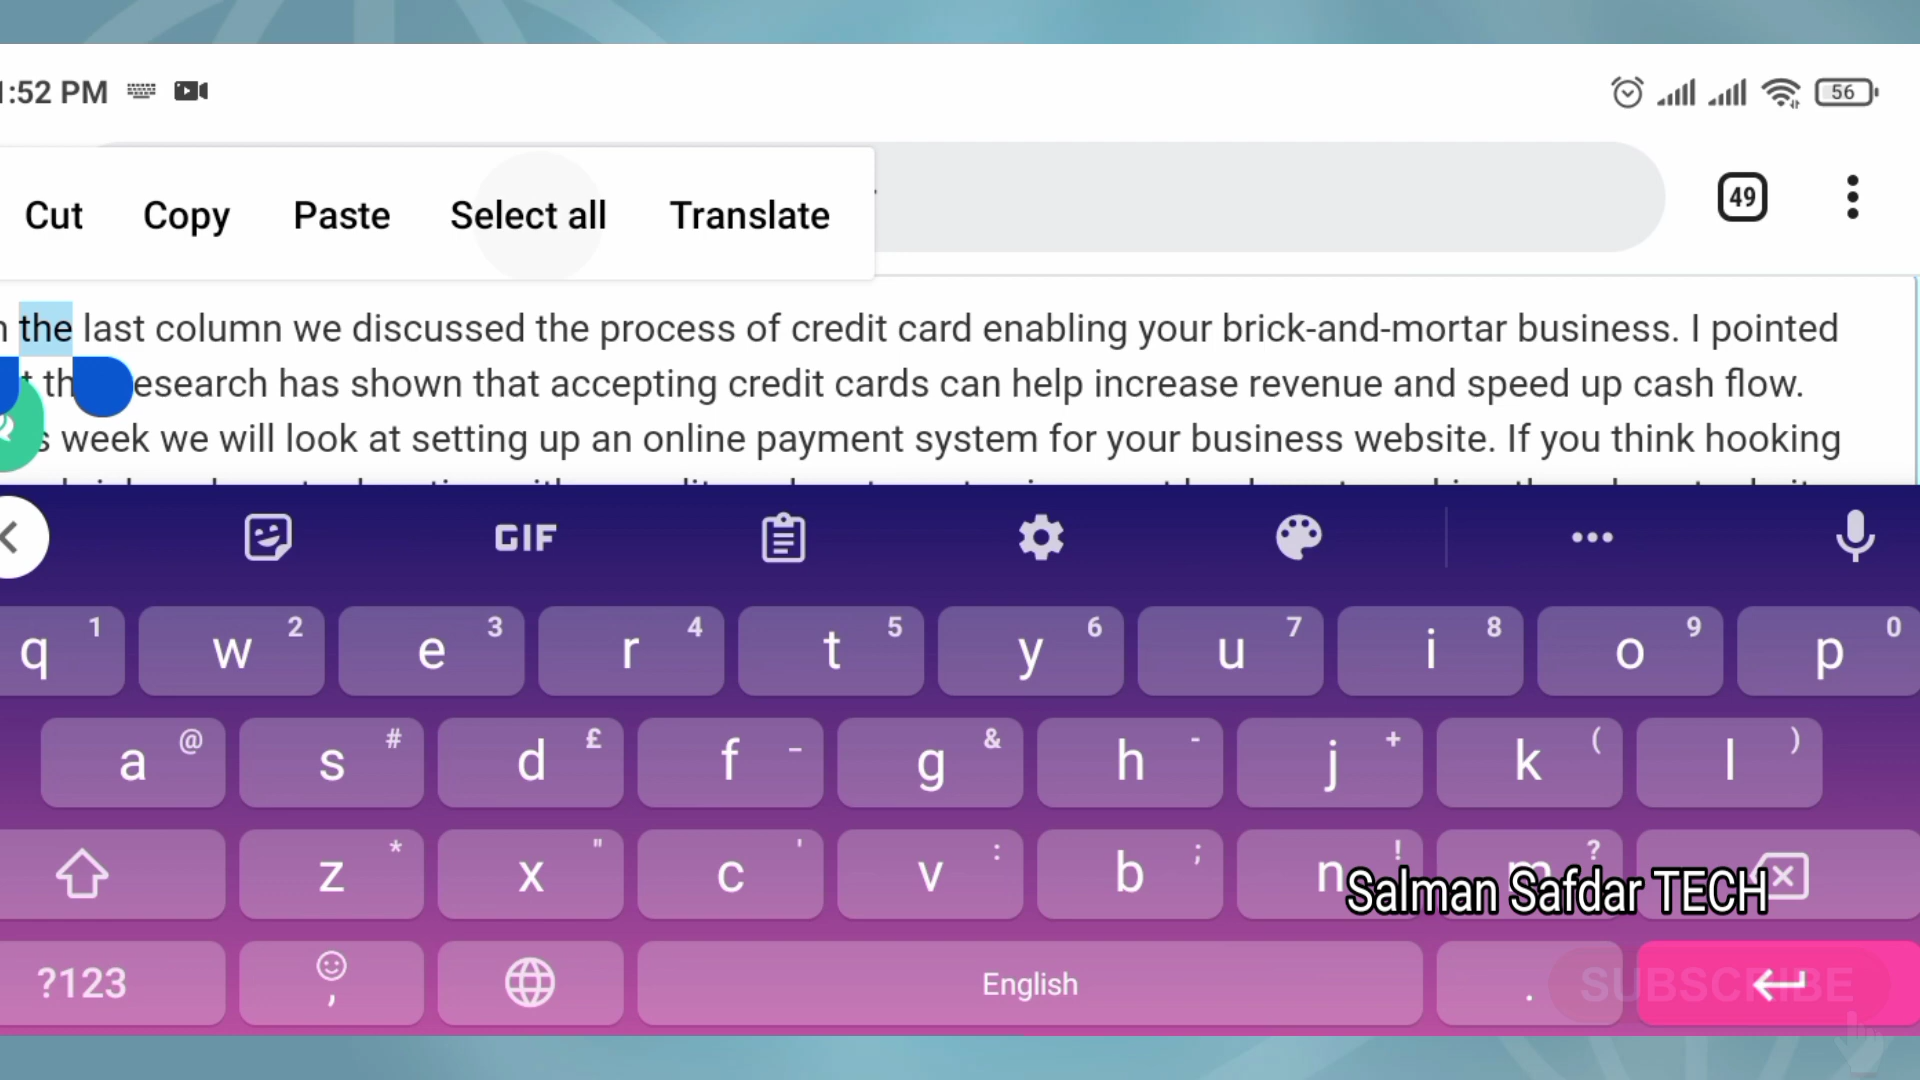 :52 PM
56
49
Cut Copy Paste Select all Translate
the last column we discussed the process of credit card enabling your brick-and-mortar business. I pointed
esearch has shown that accepting credit cards can help increase revenue and speed up cash flow.
week we will look at setting up an online payment system for your business website. If you think hooking
GIF
q 1 w 2 e 3 r 4 t 5 y 6 u 7 i 8 o 9 p 0
a @ s # d £ f _ g & h - j + k ( l )
z * x " c ' v : b ; n ! m ?
Salman Safdar TECH
?123 , English .
SUBSCRIBE